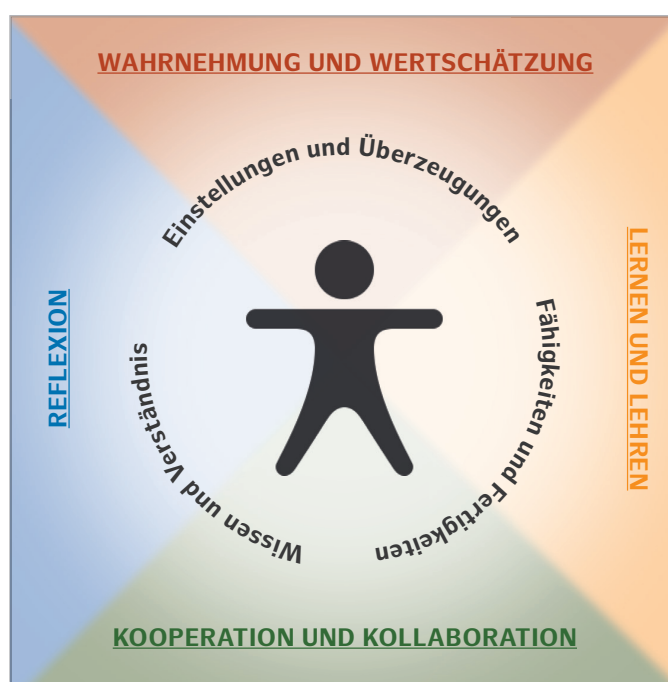 WAHRNEHMUNG UND WERTSCHÄTZUNG
Einstellungen und Überzeugungen
REFLEXION
LERNEN UND LEHREN
Fähigkeiten und Fertigkeiten
Wissen und Verständnis
KOOPERATION UND KOLLABORATION